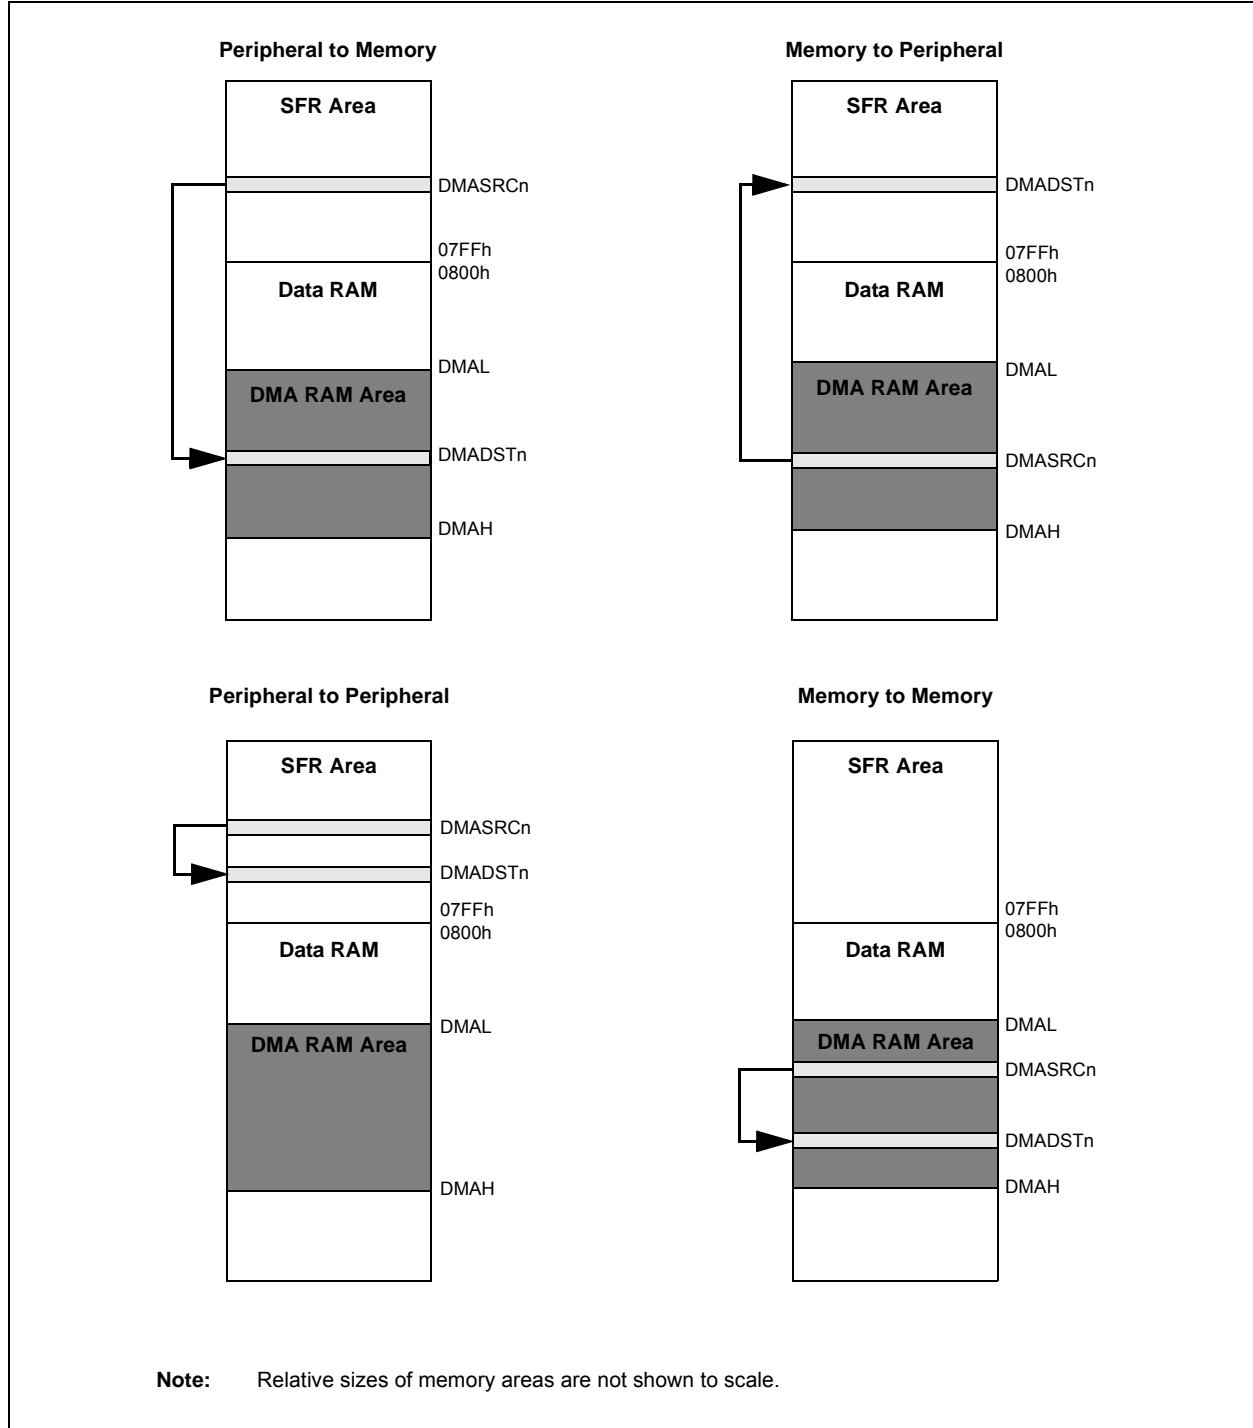 Peripheral to Memory
SFR Area
DMASRCn
07FFh
0800h
Data RAM
DMAL
DMA RAM Area
DMADSTn
DMAH
Memory to Peripheral
SFR Area
DMADSTn
07FFh
0800h
Data RAM
DMAL
DMA RAM Area
DMASRCn
DMAH
Peripheral to Peripheral
SFR Area
DMASRCn
DMADSTn
07FFh
0800h
Data RAM
DMAL
DMA RAM Area
DMAH
Memory to Memory
SFR Area
07FFh
0800h
Data RAM
DMAL
DMA RAM Area
DMASRCn
DMADSTn
DMAH
Note: Relative sizes of memory areas are not shown to scale.